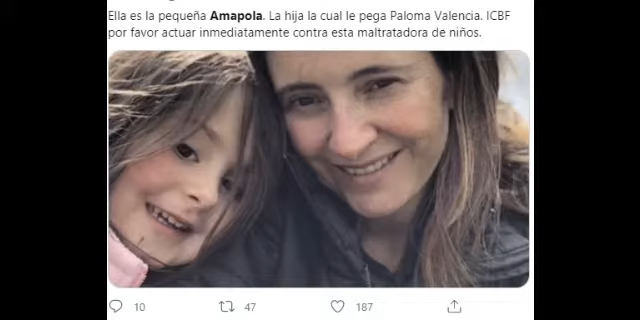 Ella es la pequeña Amapola. La hija la cual le pega Paloma Valencia. ICBF
por favor actuar inmediatamente contra esta maltratadora de niños.
10 47 187